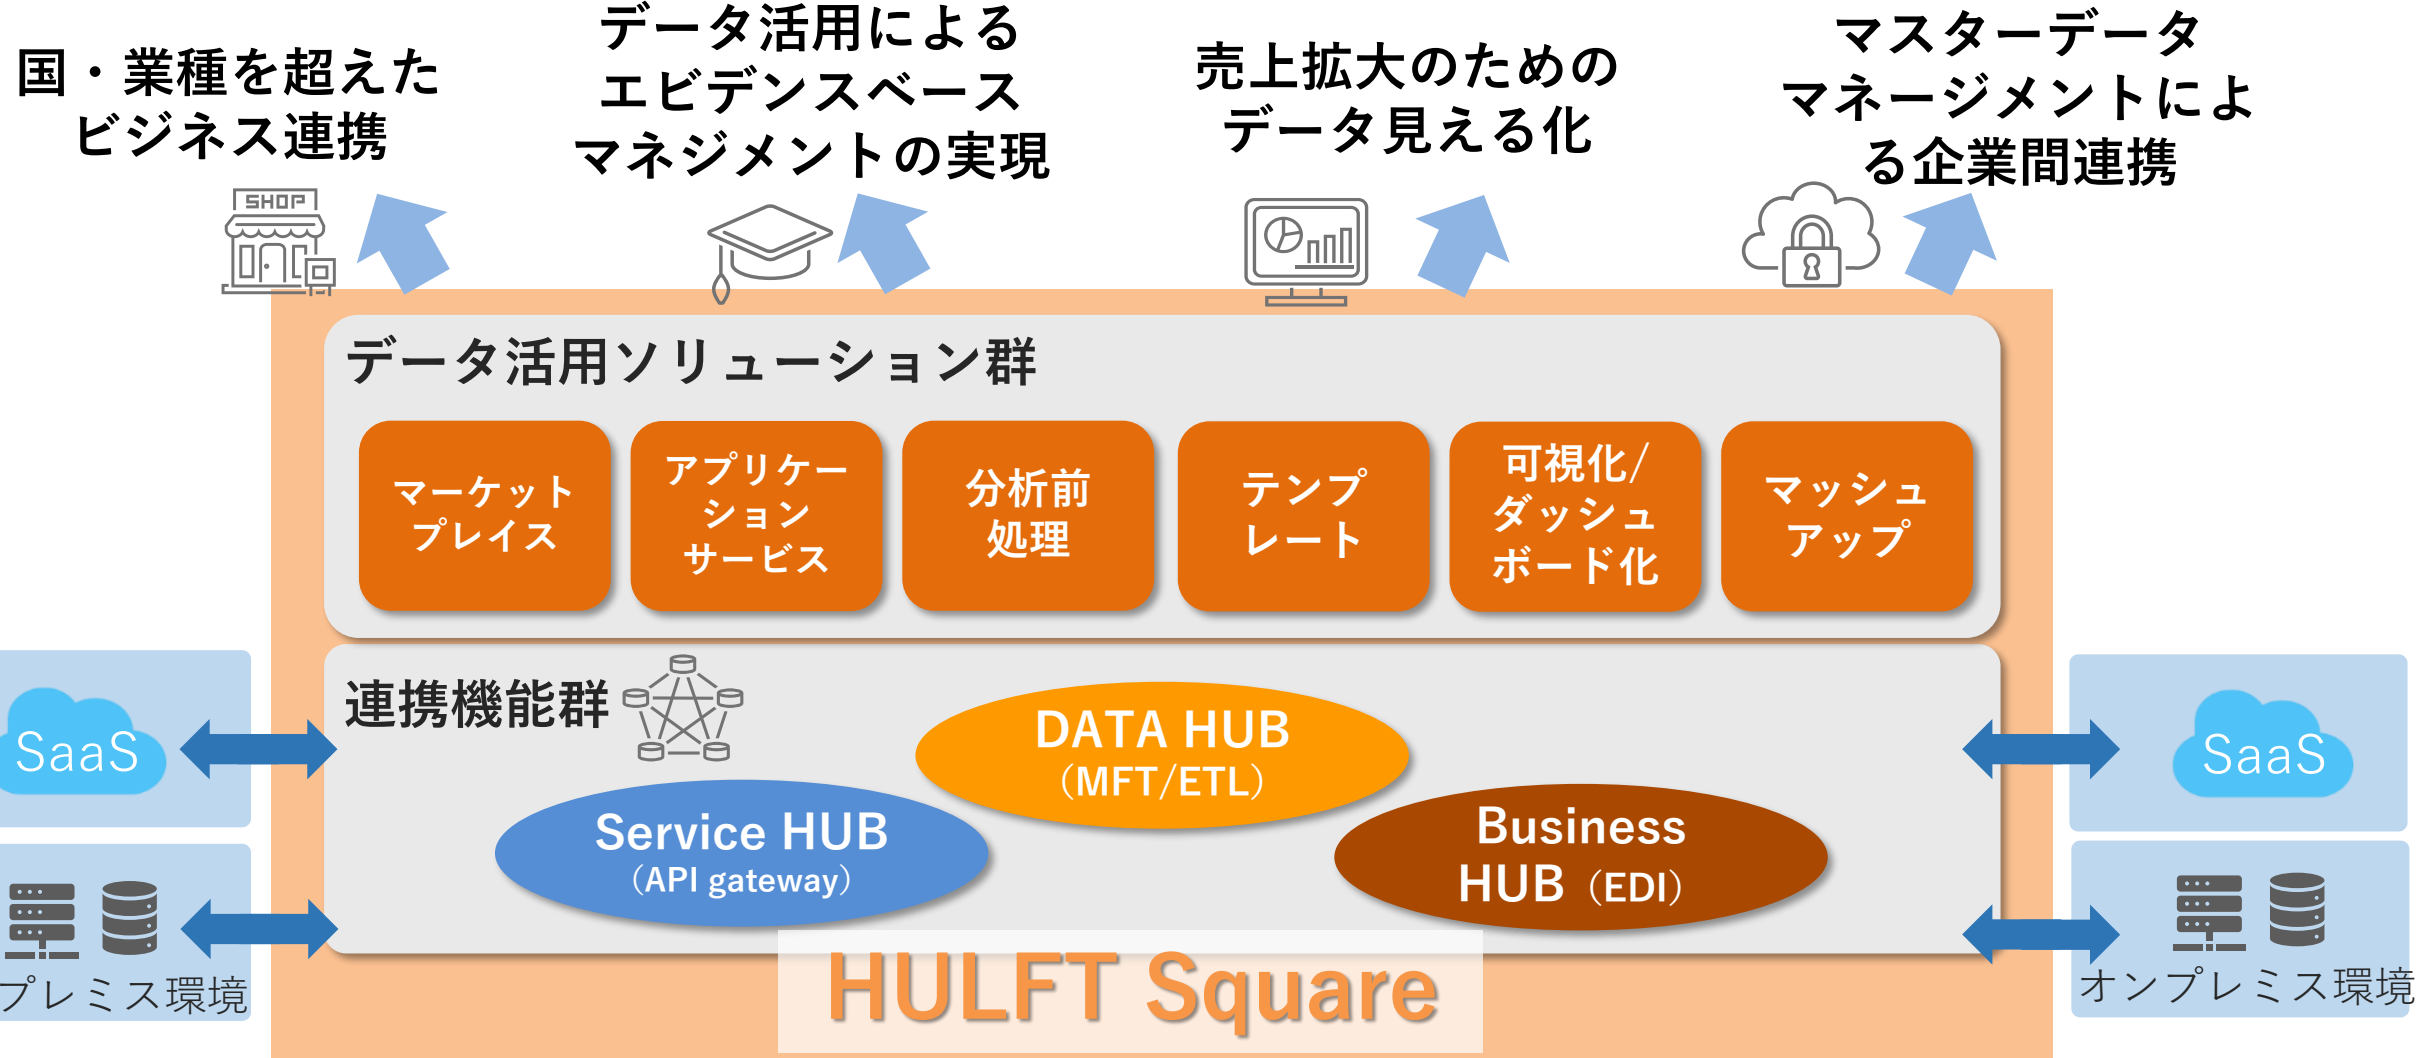 国・業種を超えた
ビジネス連携
データ活用による
エビデンスベース
マネジメントの実現
売上拡大のための
データ見える化
マスターデータ
マネージメントによ
る企業間連携
SHOP
データ活用ソリューション群
マーケット
プレイス
アプリケー
ション
サービス
分析前
処理
テンプ
レート
可視化/
ダッシュ
ボード化
マッシュ
アップ
連携機能群
DATA HUB
（MFT/ETL）
Service HUB
（API gateway）
Business
HUB（EDI）
SaaS
プレミス環境
SaaS
オンプレミス環境
HULFT Square